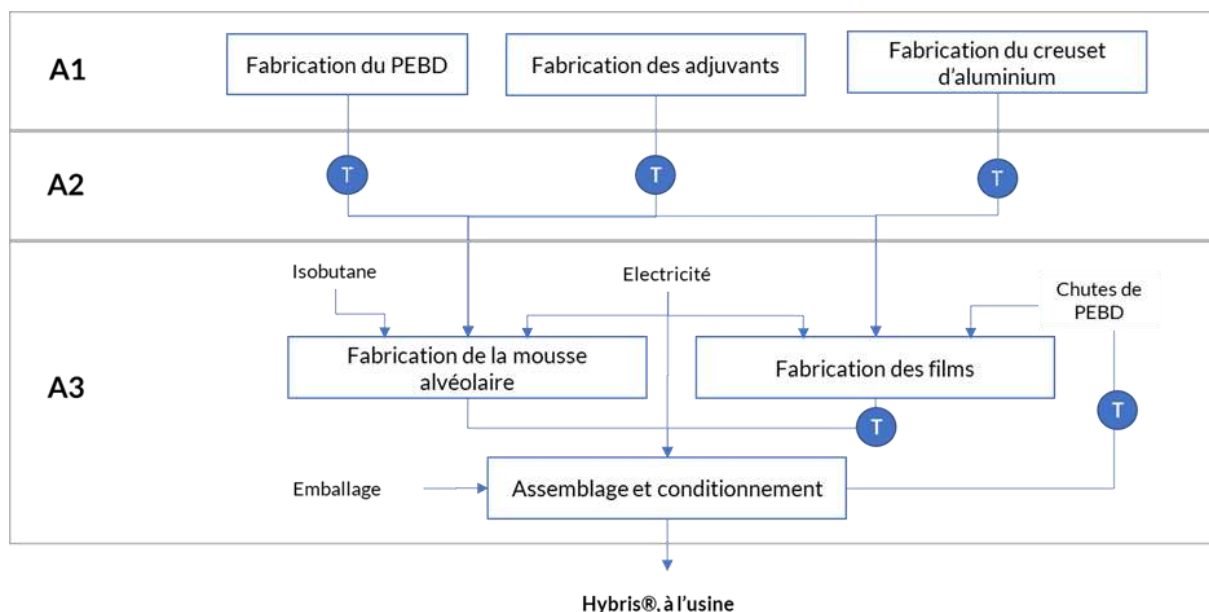 A1
Fabrication du PEBD
Fabrication des adjuvants
Fabrication du creuset
d'aluminium
A2
T
T
T
A3
Isobutane
Electricité
Chutes de
PEBD
Fabrication de la mousse
alvéolaire
Fabrication des films
T
T
Emballage
Assemblage et conditionnement
Hybris®, à l'usine